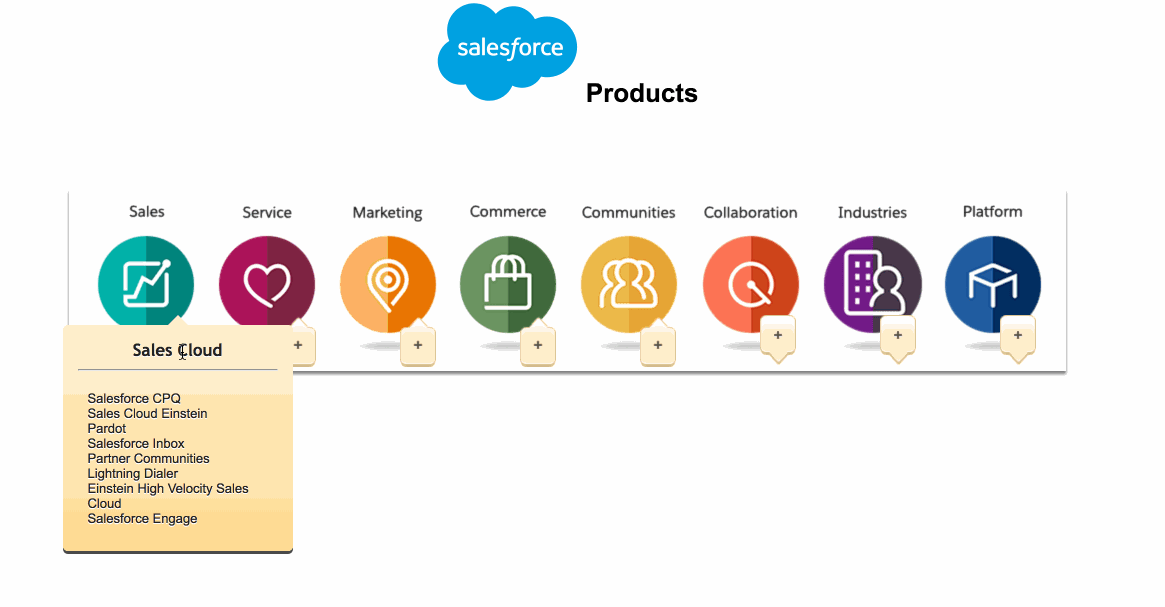 salesforce
Products
Sales
Service
Marketing
Commerce
Communities
Collaboration
Industries
Platform
+
+
+
+
+
+
+
Sales Cloud
Salesforce CPQ
Sales Cloud Einstein
Pardot
Salesforce Inbox
Partner Communities
Lightning Dialer
Einstein High Velocity Sales
Cloud
Salesforce Engage